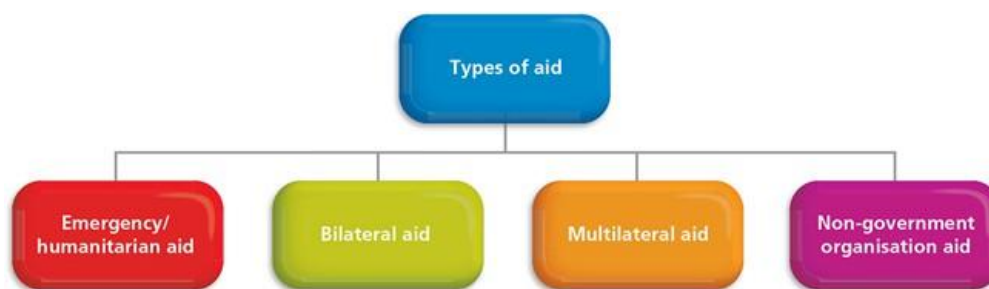 Types of aid
Emergency/
humanitarian aid
Bilateral aid
Multilateral aid
Non-government
organisation aid